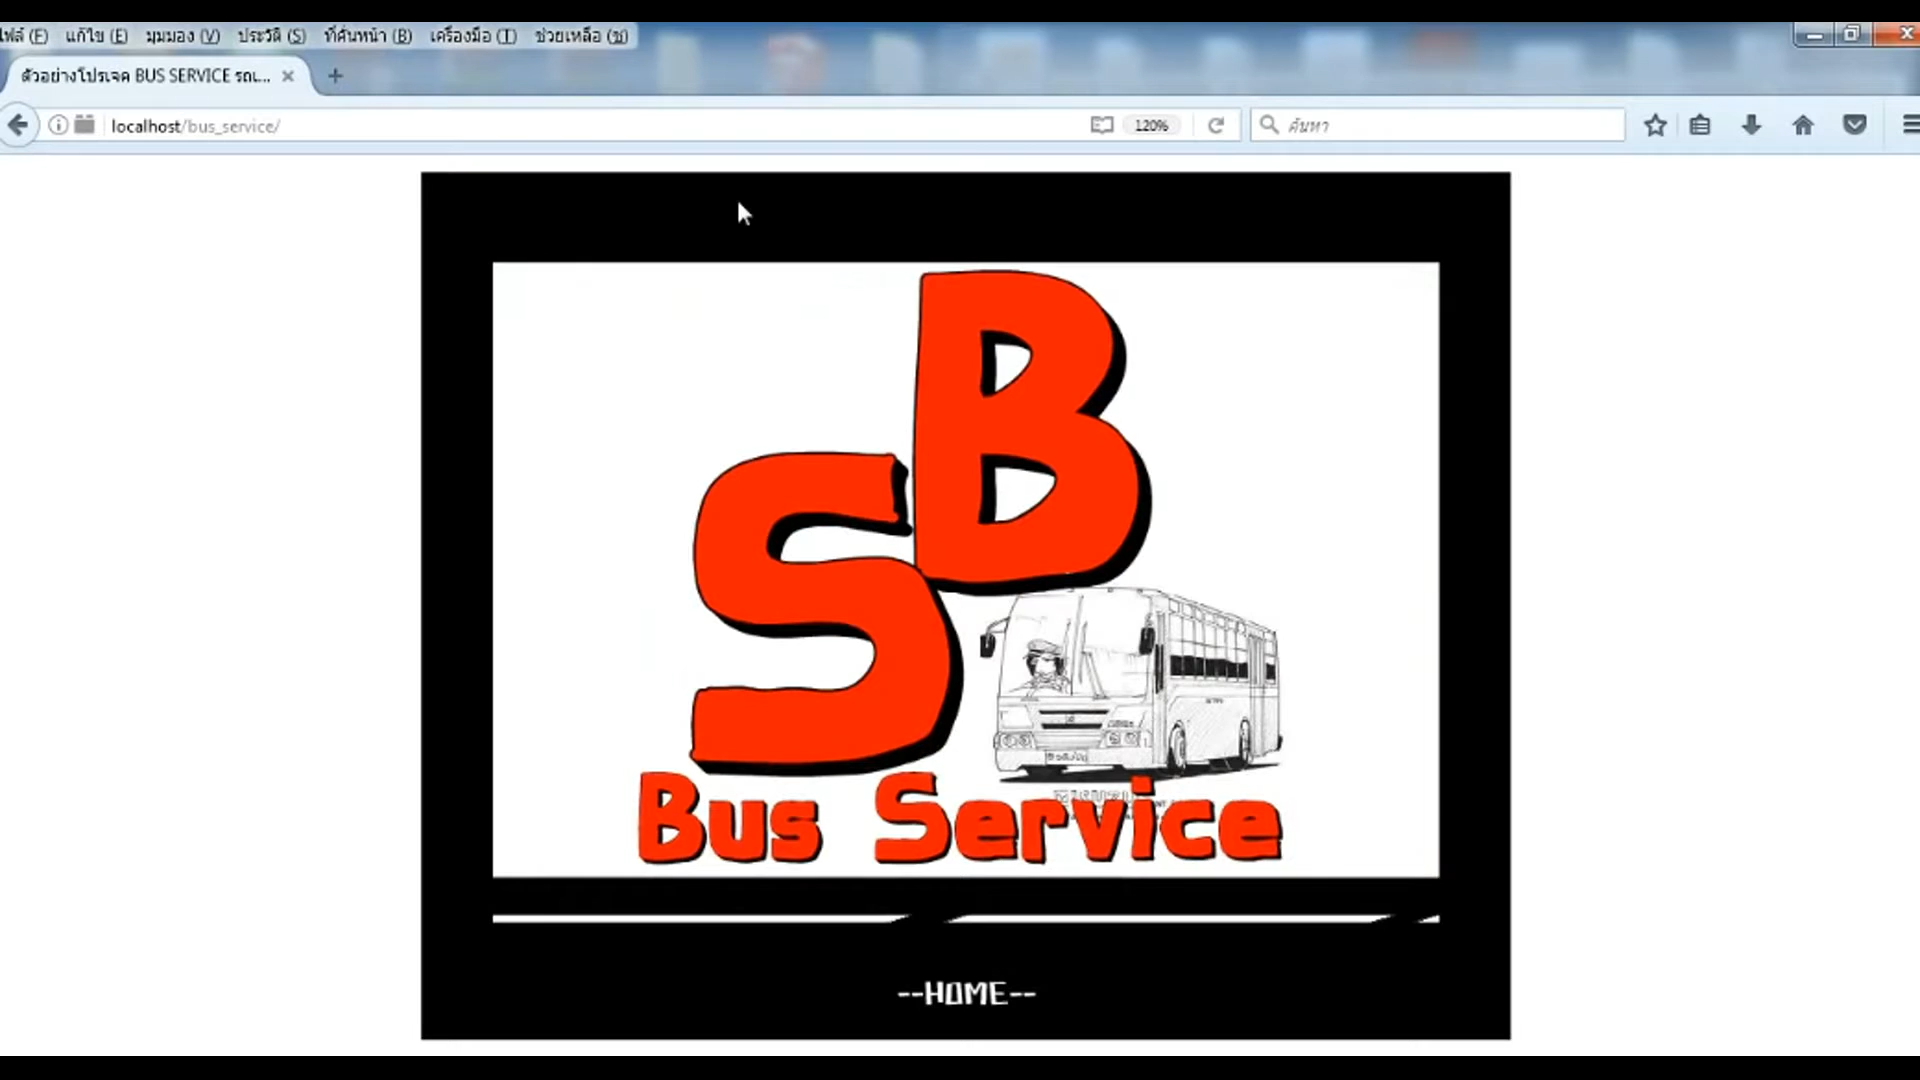 ไฟล์ (F) แก้ไข (E) มุมมอง (V) ประวัติ (S) ที่คั่นหน้า (B) เครื่องมือ (T) ช่วยเหลือ (ช)
ตัวอย่างโปรเจค BUS SERVICE รถเ...
localhost/bus_service/
120%
ค้นหา
B
S
Bus Service
--HOME--